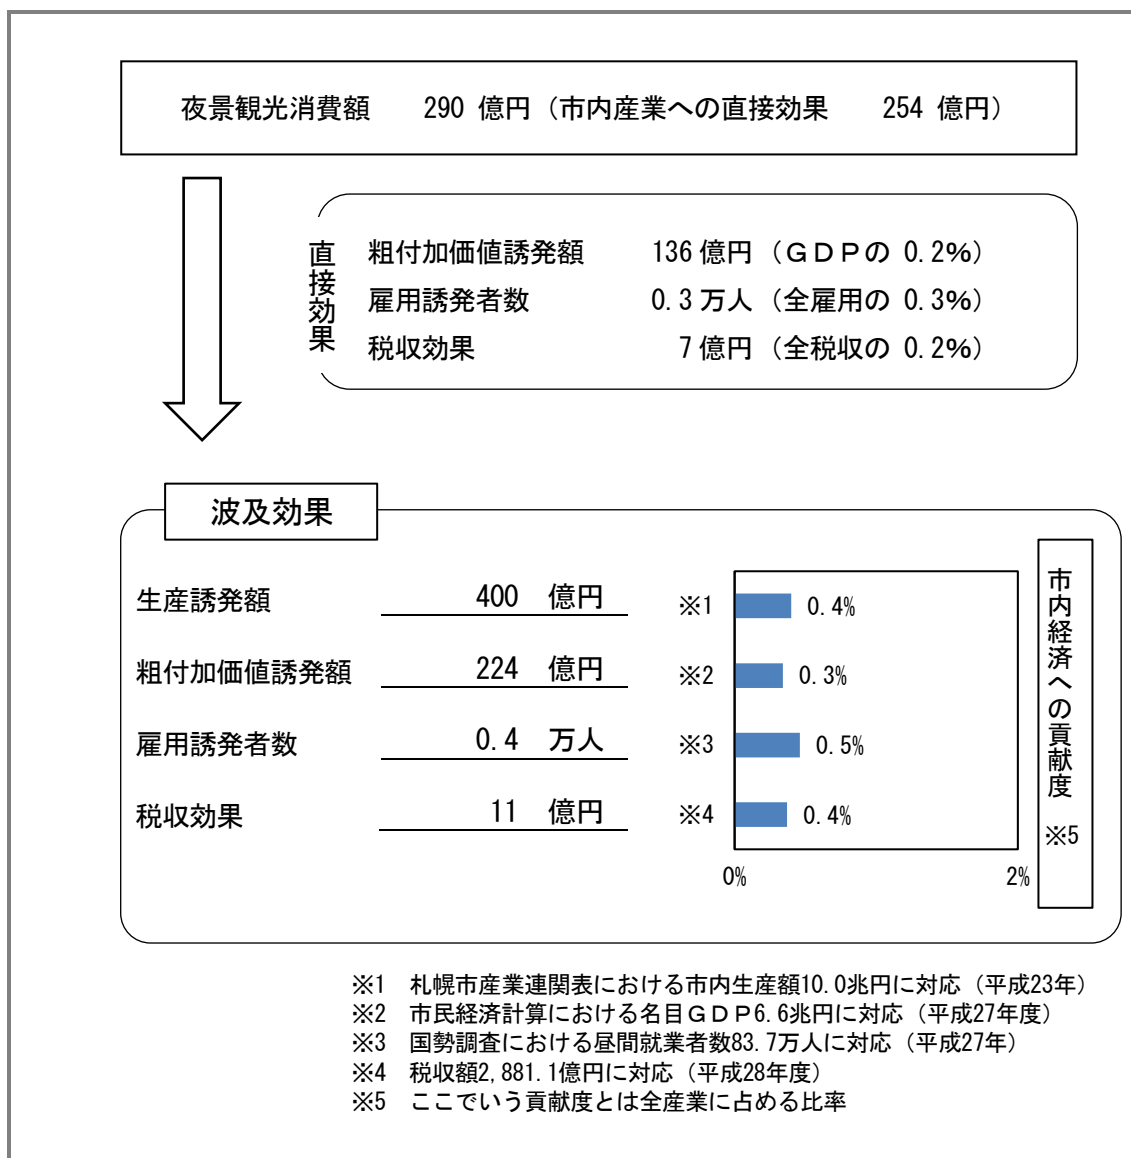 夜景観光消費額　290 億円（市内産業への直接効果　254 億円）
直接効果
粗付加価値誘発額　136 億円（ＧＤＰの 0.2%）
雇用誘発者数　0.3 万人（全雇用の 0.3%）
税収効果　7 億円（全税収の 0.2%）
波及効果
市内経済への貢献度 ※5
生産誘発額　400 億円　※1　0.4%
粗付加価値誘発額　224 億円　※2　0.3%
雇用誘発者数　0.4 万人　※3　0.5%
税収効果　11 億円　※4　0.4%
0%　2%
※1　札幌市産業連関表における市内生産額10.0兆円に対応（平成23年）
※2　市民経済計算における名目ＧＤＰ6.6兆円に対応（平成27年度）
※3　国勢調査における昼間就業者数83.7万人に対応（平成27年）
※4　税収額2,881.1億円に対応（平成28年度）
※5　ここでいう貢献度とは全産業に占める比率